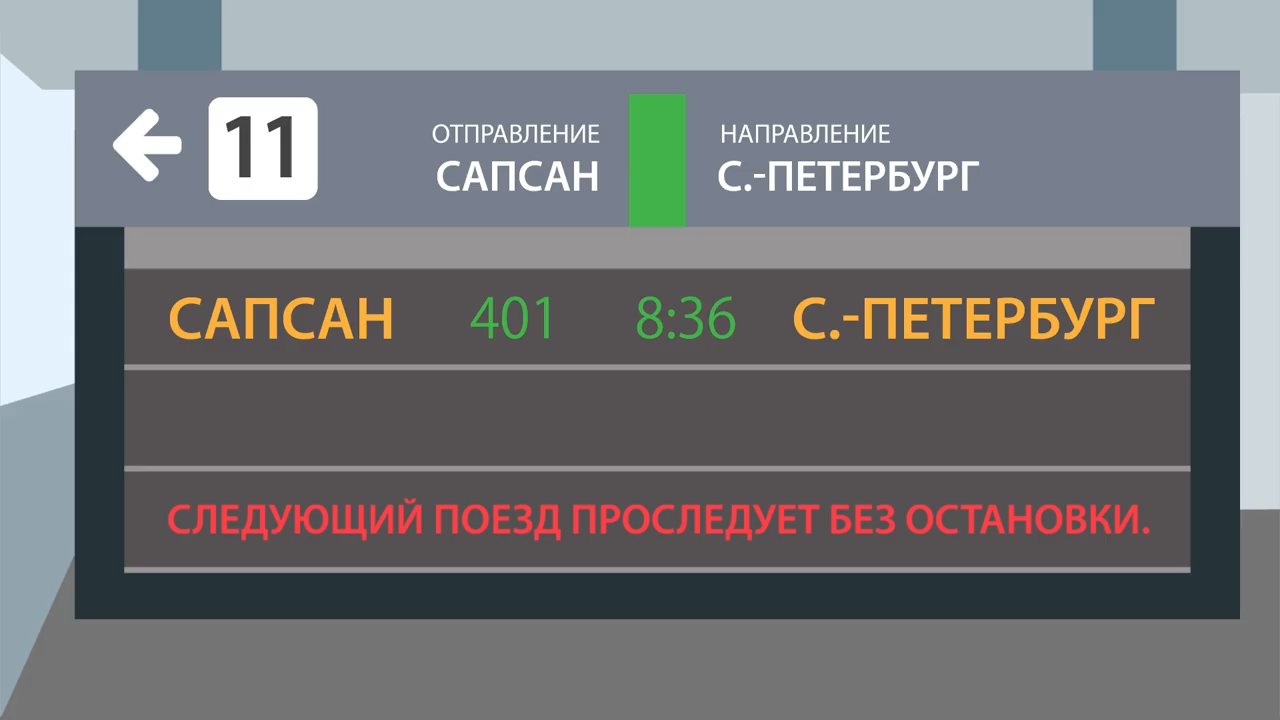 11
ОТПРАВЛЕНИЕ
САПСАН
НАПРАВЛЕНИЕ
С.-ПЕТЕРБУРГ
САПСАН 401 8:36 С.-ПЕТЕРБУРГ
СЛЕДУЮЩИЙ ПОЕЗД ПРОСЛЕДУЕТ БЕЗ ОСТАНОВКИ.